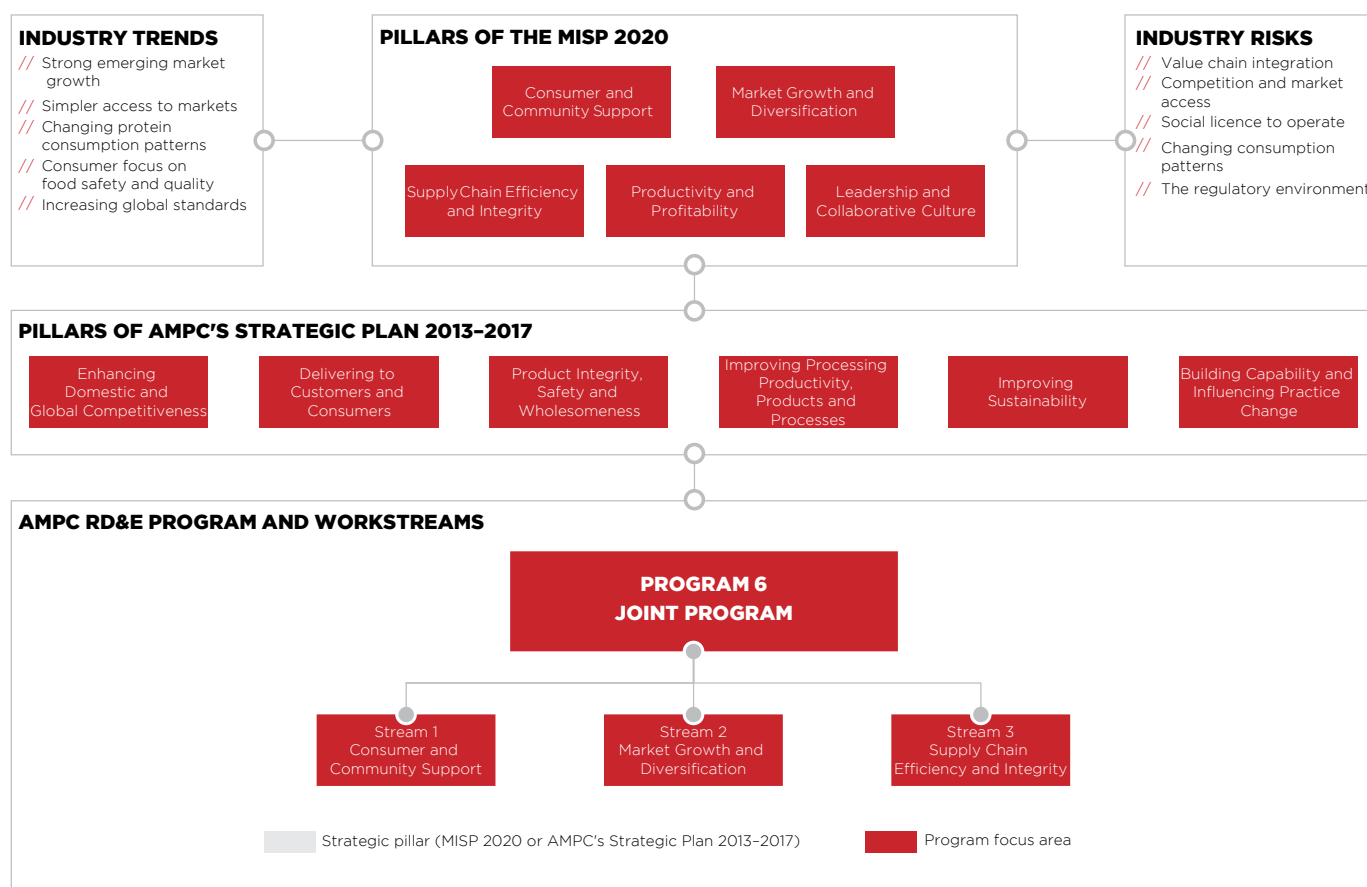 INDUSTRY TRENDS
// Strong emerging market
growth
// Simpler access to markets
// Changing protein
consumption patterns
// Consumer focus on
food safety and quality
// Increasing global standards
PILLARS OF THE MISP 2020
Consumer and
Community Support
Market Growth and
Diversification
Supply Chain Efficiency
and Integrity
Productivity and
Profitability
Leadership and
Collaborative Culture
INDUSTRY RISKS
// Value chain integration
// Competition and market
access
// Social licence to operate
// Changing consumption
patterns
// The regulatory environment
PILLARS OF AMPC'S STRATEGIC PLAN 2013–2017
Enhancing
Domestic and
Global Competitiveness
Delivering to
Customers and
Consumers
Product Integrity,
Safety and
Wholesomeness
Improving Processing
Productivity,
Products and
Processes
Improving
Sustainability
Building Capability and
Influencing Practice
Change
AMPC RD&E PROGRAM AND WORKSTREAMS
PROGRAM 6
JOINT PROGRAM
Stream 1
Consumer and
Community Support
Stream 2
Market Growth and
Diversification
Stream 3
Supply Chain
Efficiency and Integrity
Strategic pillar (MISP 2020 or AMPC's Strategic Plan 2013–2017)
Program focus area